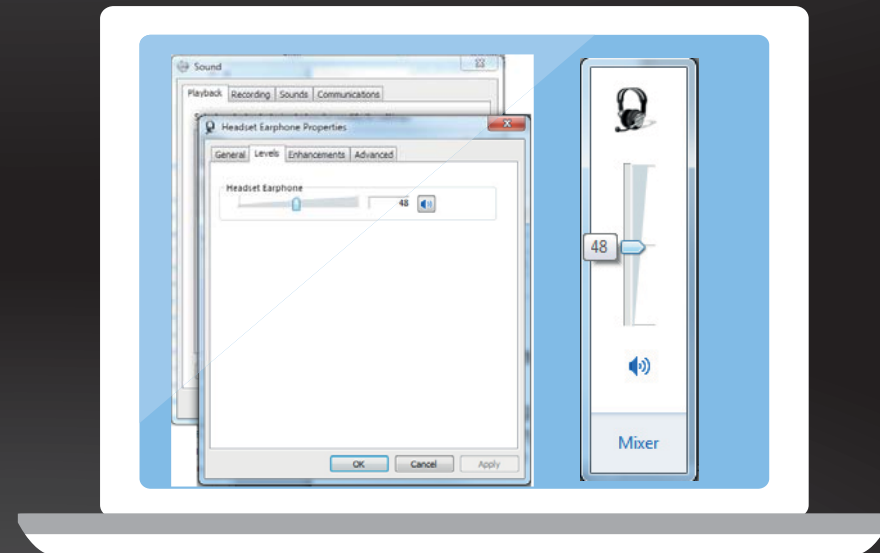 Sound
Playback Recording Sounds Communications
Headset Earphone Properties
General Levels Enhancements Advanced
Headset Earphone
48
OK Cancel Apply
48
Mixer